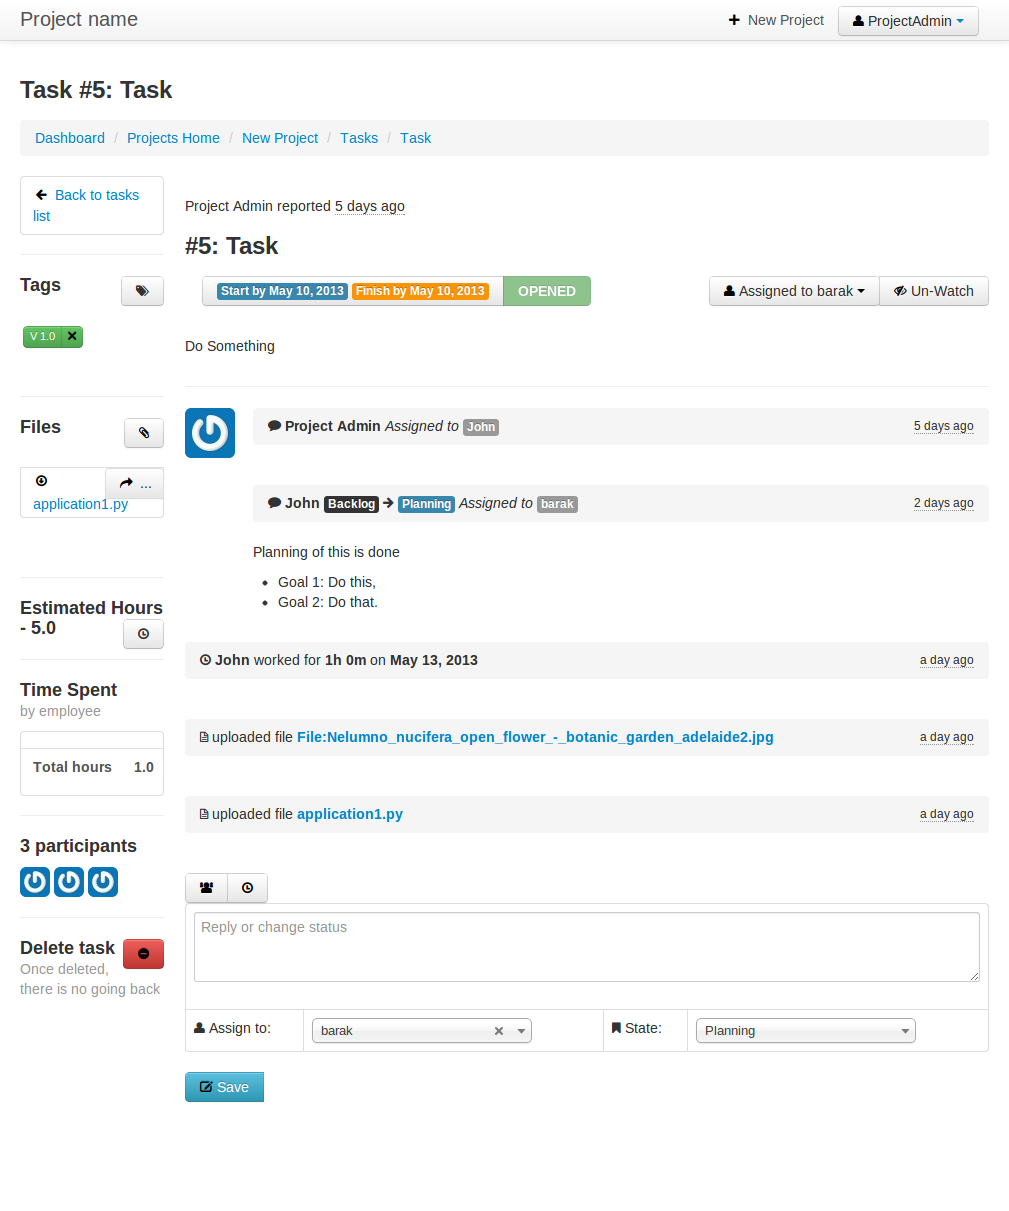 Project name
New Project
ProjectAdmin
Task #5: Task
Dashboard / Projects Home / New Project / Tasks / Task
Back to tasks
list
Project Admin reported 5 days ago
#5: Task
Tags
Start by May 10, 2013 Finish by May 10, 2013 OPENED
Assigned to barak Un-Watch
V 1.0
Do Something
Files
Project Admin Assigned to John 5 days ago
...
application1.py
John Backlog Planning Assigned to barak 2 days ago
Planning of this is done
Goal 1: Do this,
Goal 2: Do that.
Estimated Hours
- 5.0
John worked for 1h 0m on May 13, 2013 a day ago
Time Spent
by employee
Total hours 1.0
uploaded file File:Nelumno_nucifera_open_flower_-_botanic_garden_adelaide2.jpg a day ago
uploaded file application1.py a day ago
3 participants
Delete task
Once deleted,
there is no going back
Reply or change status
Assign to: barak State: Planning
Save